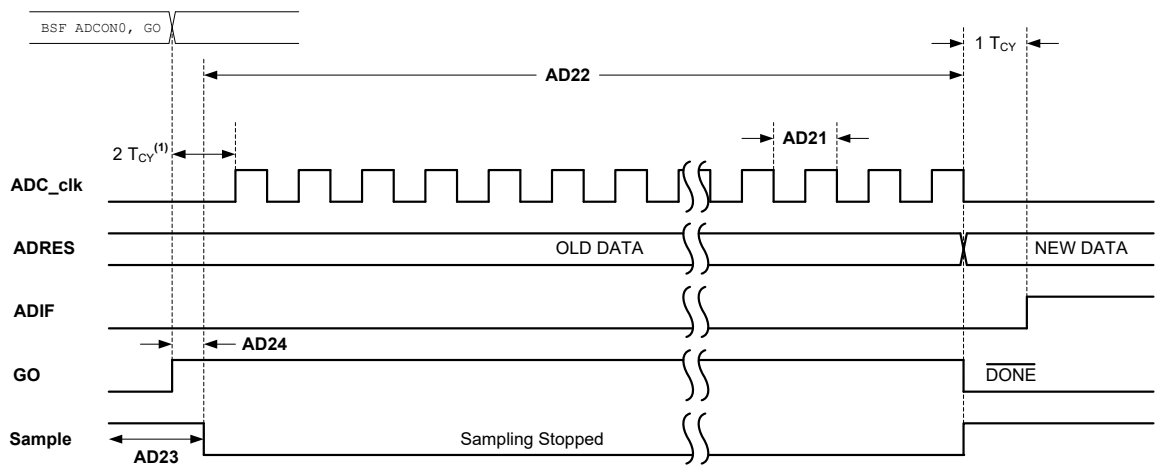 BSF ADCON0, GO
1 TCY
AD22
AD21
2 TCY(1)
ADC_clk
ADRES
OLD DATA
NEW DATA
ADIF
AD24
GO
DONE
Sample
Sampling Stopped
AD23